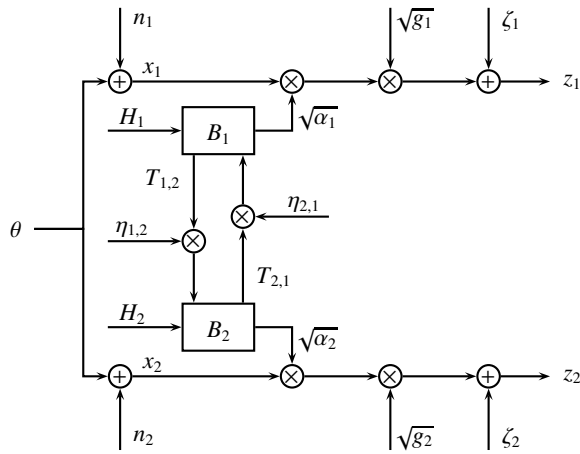 n₁ √g₁ ζ₁
x₁ z₁
H₁ B₁ √α₁
T₁,₂
θ η₁,₂ η₂,₁
T₂,₁
H₂ B₂ √α₂
x₂ z₂
n₂ √g₂ ζ₂